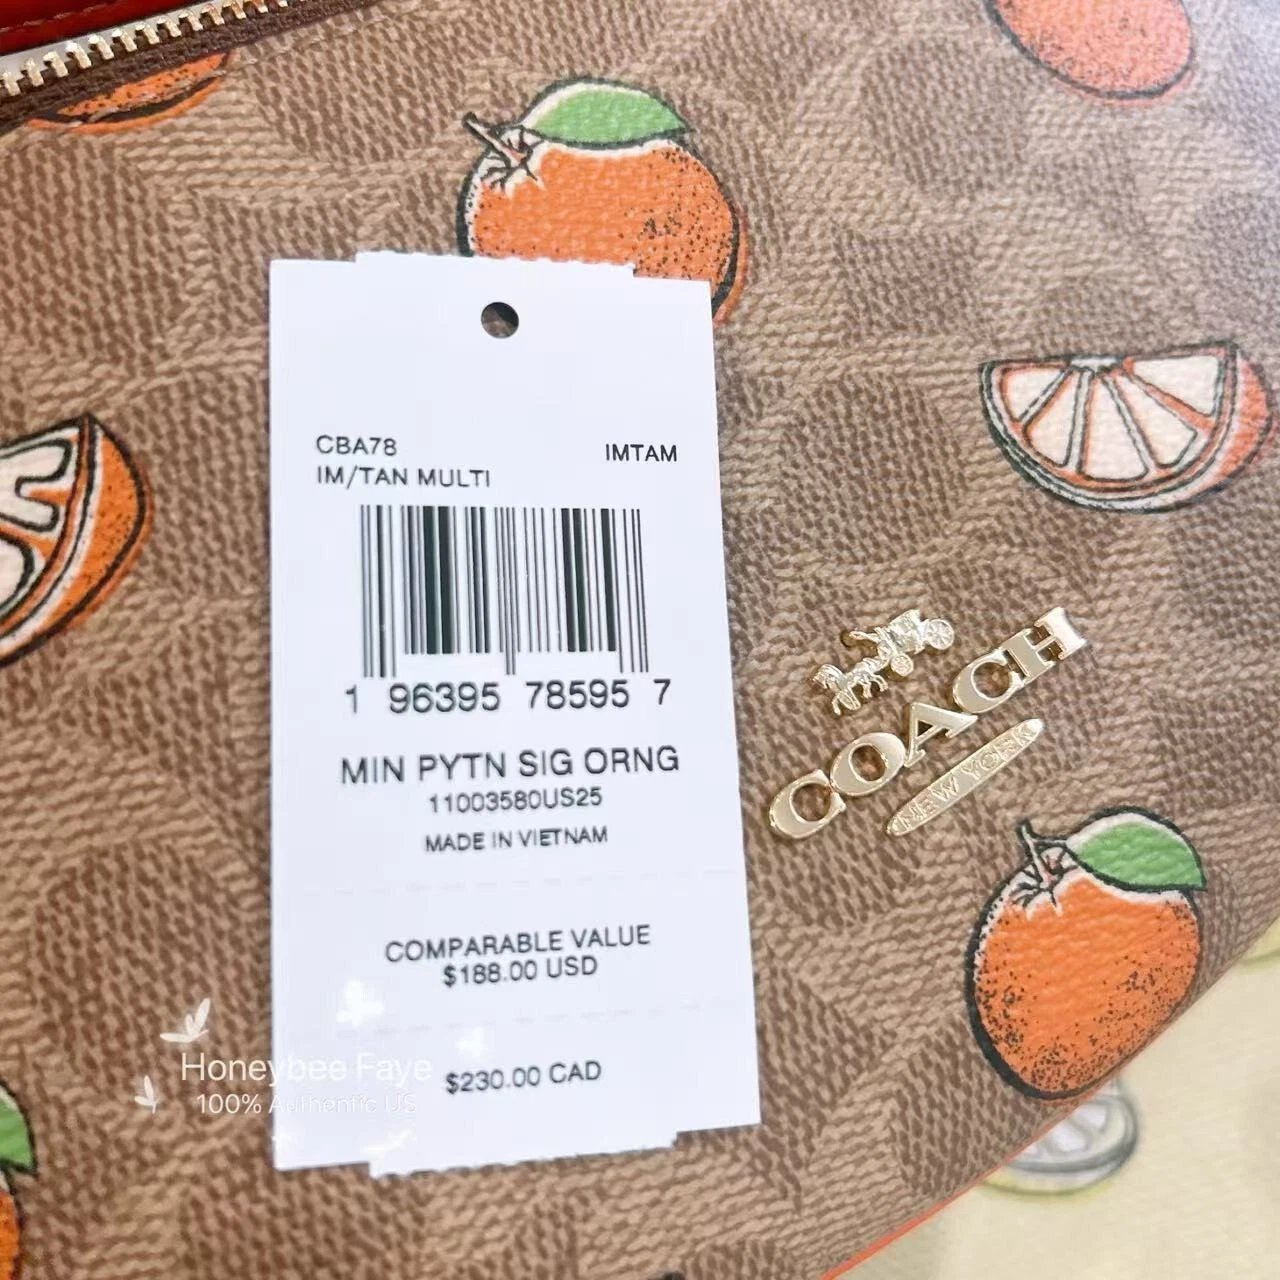 CBA78 IMTAM
IM/TAN MULTI
1 96395 78595 7
MIN PYTN SIG ORNG
11003580US25
MADE IN VIETNAM
COMPARABLE VALUE
$188.00 USD
$230.00 CAD
COACH
NEW YORK
Honeybee Faye
100% Authentic US